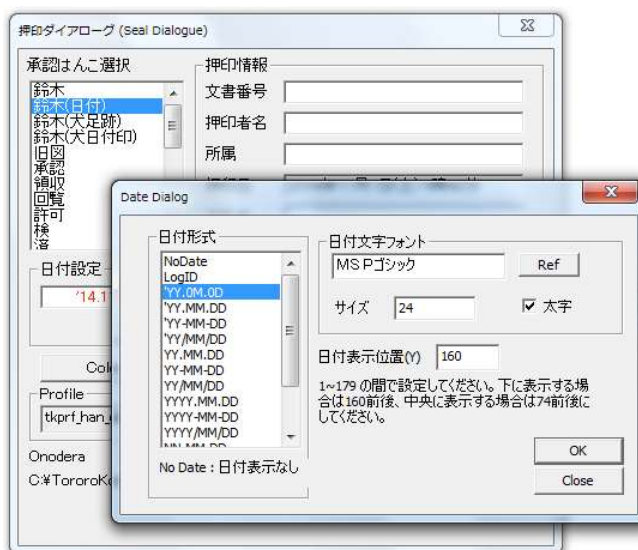 押印ダイアローグ (Seal Dialogue)
承認はんこ選択
鈴木
鈴木(日付)
鈴木(犬足跡)
鈴木(犬日付印)
旧図
承認
領収
回覧
許可
検
済
日付設定
'14.1
Profile
Onodera
押印情報
文書番号
押印者名
所属
Date Dialog
日付形式
NoDate
LogID
'YY.0M.0D
'YY.MM.DD
'YY-MM-DD
'YY/MM/DD
YY.MM.DD
YY-MM-DD
YY/MM/DD
YYYY.MM.DD
YYYY-MM-DD
YYYY/MM/DD
No Date : 日付表示なし
日付文字フォント
MS Pゴシック
Ref
サイズ 24
太字
日付表示位置(Y) 160
1~179 の間で設定してください。下に表示する場
合は160前後、中央に表示する場合は74前後に
してください。
OK
Close